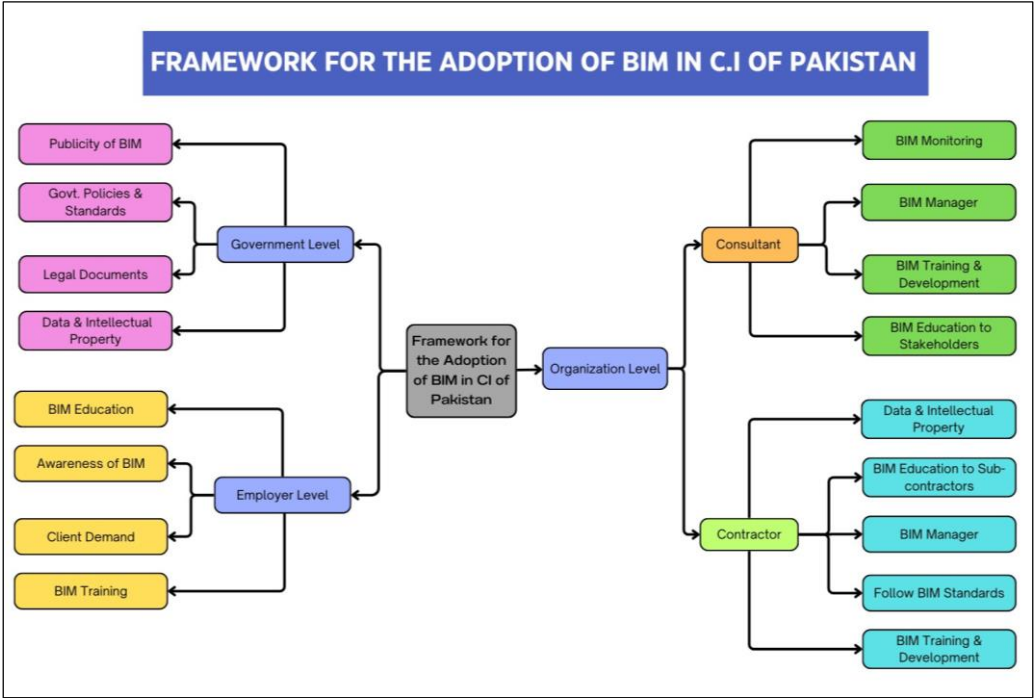 FRAMEWORK FOR THE ADOPTION OF BIM IN C.I OF PAKISTAN
Publicity of BIM
Govt. Policies &
Standards
Government Level
Legal Documents
Data & Intellectual
Property
BIM Education
Awareness of BIM
Employer Level
Client Demand
BIM Training
Framework for
the Adoption
of BIM in CI of
Pakistan
Organization Level
Consultant
BIM Monitoring
BIM Manager
BIM Training &
Development
BIM Education to
Stakeholders
Contractor
Data & Intellectual
Property
BIM Education to Sub-
contractors
BIM Manager
Follow BIM Standards
BIM Training &
Development